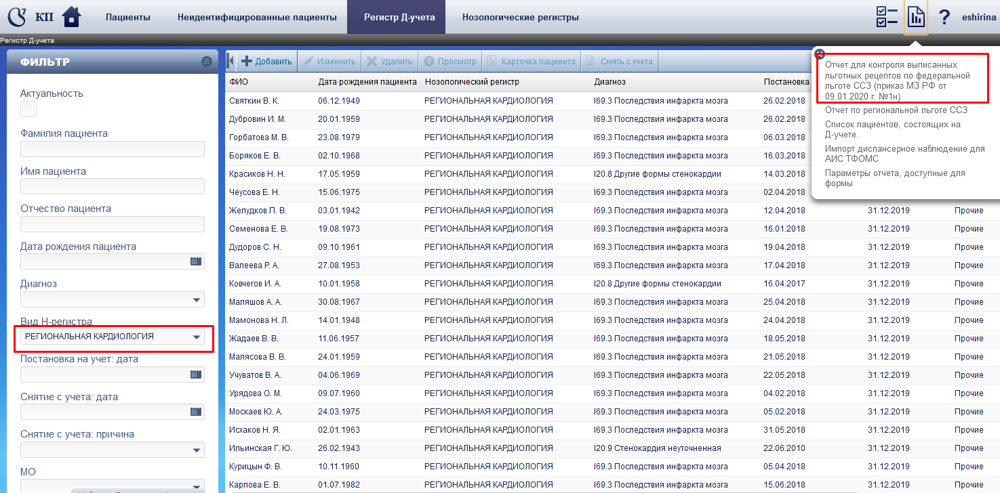 КП Пациенты Неидентифицированные пациенты Регистр Д-учета Нозологические регистры ? eshirina
Регистр Д-учета
ФИЛЬТР
Актуальность
Фамилия пациента
Имя пациента
Отчество пациента
Дата рождения пациента
Диагноз
Вид Н-регистра
РЕГИОНАЛЬНАЯ КАРДИОЛОГИЯ
Постановка на учет: дата
Снятие с учета: дата
Снятие с учета: причина
МО
Добавить Изменить Удалить Просмотр Карточка пациента Снять с учета
ФИО Дата рождения пациента Нозологический регистр Диагноз Постановка
Святкин В. К. 06.12.1949 РЕГИОНАЛЬНАЯ КАРДИОЛОГИЯ I69.3 Последствия инфаркта мозга 26.02.2018
Дубровин И. М. 20.01.1959 РЕГИОНАЛЬНАЯ КАРДИОЛОГИЯ I69.3 Последствия инфаркта мозга 26.02.2018
Горбатова М. В. 23.08.1979 РЕГИОНАЛЬНАЯ КАРДИОЛОГИЯ I69.3 Последствия инфаркта мозга 06.03.2018
Боряков Е. В. 02.10.1968 РЕГИОНАЛЬНАЯ КАРДИОЛОГИЯ I69.3 Последствия инфаркта мозга 16.03.2018
Красиков Н. Н. 17.05.1959 РЕГИОНАЛЬНАЯ КАРДИОЛОГИЯ I20.8 Другие формы стенокардии 14.03.2018
Чеусова Е. Н. 15.06.1975 РЕГИОНАЛЬНАЯ КАРДИОЛОГИЯ I69.3 Последствия инфаркта мозга 02.04.2018
Желудков П. В. 03.01.1942 РЕГИОНАЛЬНАЯ КАРДИОЛОГИЯ I69.3 Последствия инфаркта мозга 12.04.2018 31.12.2019 Прочие
Семенова Е. В. 19.08.1973 РЕГИОНАЛЬНАЯ КАРДИОЛОГИЯ I69.3 Последствия инфаркта мозга 16.01.2018 31.12.2019 Прочие
Дудоров С. Н. 09.10.1961 РЕГИОНАЛЬНАЯ КАРДИОЛОГИЯ I69.3 Последствия инфаркта мозга 19.04.2018 31.12.2019 Прочие
Валеева Р. А. 27.08.1953 РЕГИОНАЛЬНАЯ КАРДИОЛОГИЯ I69.3 Последствия инфаркта мозга 17.04.2018 31.12.2019 Прочие
Ковчегов И. А. 10.01.1958 РЕГИОНАЛЬНАЯ КАРДИОЛОГИЯ I20.8 Другие формы стенокардии 16.04.2017 31.12.2019 Прочие
Маляшов А. А. 30.08.1967 РЕГИОНАЛЬНАЯ КАРДИОЛОГИЯ I69.3 Последствия инфаркта мозга 25.04.2018 31.12.2019 Прочие
Мамонова Н. Л. 14.01.1948 РЕГИОНАЛЬНАЯ КАРДИОЛОГИЯ I69.3 Последствия инфаркта мозга 24.04.2018 31.12.2019 Прочие
Жадаев В. В. 11.06.1957 РЕГИОНАЛЬНАЯ КАРДИОЛОГИЯ I69.3 Последствия инфаркта мозга 18.05.2018 31.12.2019 Прочие
Малясова В. В. 24.01.1959 РЕГИОНАЛЬНАЯ КАРДИОЛОГИЯ I69.3 Последствия инфаркта мозга 21.05.2018 31.12.2019 Прочие
Учуватов В. А. 04.06.1969 РЕГИОНАЛЬНАЯ КАРДИОЛОГИЯ I69.3 Последствия инфаркта мозга 22.05.2018 31.12.2019 Прочие
Урядова О. М. 09.07.1960 РЕГИОНАЛЬНАЯ КАРДИОЛОГИЯ I69.3 Последствия инфаркта мозга 04.02.2018 31.12.2019 Прочие
Москаев Ю. А. 24.03.1975 РЕГИОНАЛЬНАЯ КАРДИОЛОГИЯ I69.3 Последствия инфаркта мозга 05.02.2018 31.12.2019 Прочие
Исхаков Н. Я. 02.01.1963 РЕГИОНАЛЬНАЯ КАРДИОЛОГИЯ I69.3 Последствия инфаркта мозга 31.05.2018 31.12.2019 Прочие
Ильинская Г. Ю. 26.02.1943 РЕГИОНАЛЬНАЯ КАРДИОЛОГИЯ I20.9 Стенокардия неуточненная 22.06.2010 31.12.2019 Прочие
Курицын Ф. В. 10.11.1960 РЕГИОНАЛЬНАЯ КАРДИОЛОГИЯ I69.3 Последствия инфаркта мозга 05.04.2018 31.12.2019 Прочие
Карпова Е. В. 01.07.1982 РЕГИОНАЛЬНАЯ КАРДИОЛОГИЯ I69.3 Последствия инфаркта мозга 15.06.2018 31.12.2019 Прочие
Отчет для контроля выписанных
льготных рецептов по федеральной
льготе ССЗ (приказ МЗ РФ от
09.01.2020 г. №1н)
Отчет по региональной льготе ССЗ
Список пациентов, состоящих на
Д-учете.
Импорт диспансерное наблюдение для
АИС ТФОМС
Параметры отчета, доступные для
формы